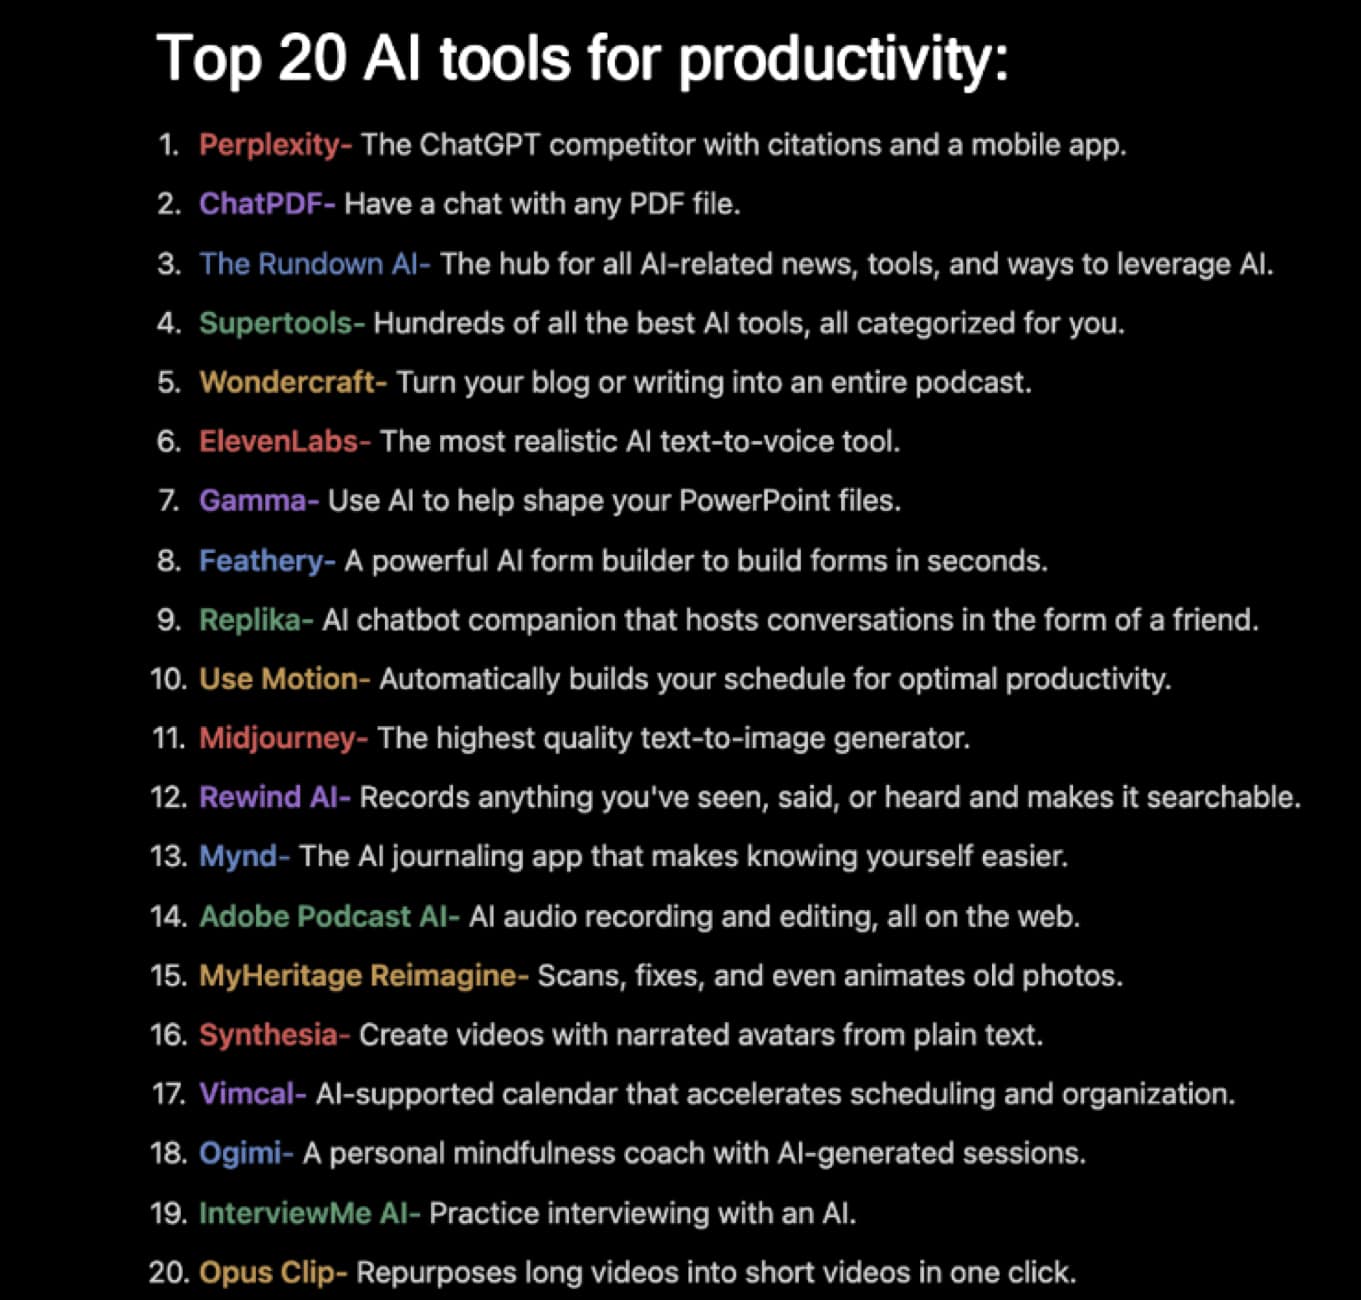 Top 20 AI tools for productivity:
1. Perplexity- The ChatGPT competitor with citations and a mobile app.
2. ChatPDF- Have a chat with any PDF file.
3. The Rundown AI- The hub for all AI-related news, tools, and ways to leverage AI.
4. Supertools- Hundreds of all the best AI tools, all categorized for you.
5. Wondercraft- Turn your blog or writing into an entire podcast.
6. ElevenLabs- The most realistic AI text-to-voice tool.
7. Gamma- Use AI to help shape your PowerPoint files.
8. Feathery- A powerful AI form builder to build forms in seconds.
9. Replika- AI chatbot companion that hosts conversations in the form of a friend.
10. Use Motion- Automatically builds your schedule for optimal productivity.
11. Midjourney- The highest quality text-to-image generator.
12. Rewind AI- Records anything you've seen, said, or heard and makes it searchable.
13. Mynd- The AI journaling app that makes knowing yourself easier.
14. Adobe Podcast AI- AI audio recording and editing, all on the web.
15. MyHeritage Reimagine- Scans, fixes, and even animates old photos.
16. Synthesia- Create videos with narrated avatars from plain text.
17. Vimcal- AI-supported calendar that accelerates scheduling and organization.
18. Ogimi- A personal mindfulness coach with AI-generated sessions.
19. InterviewMe AI- Practice interviewing with an AI.
20. Opus Clip- Repurposes long videos into short videos in one click.